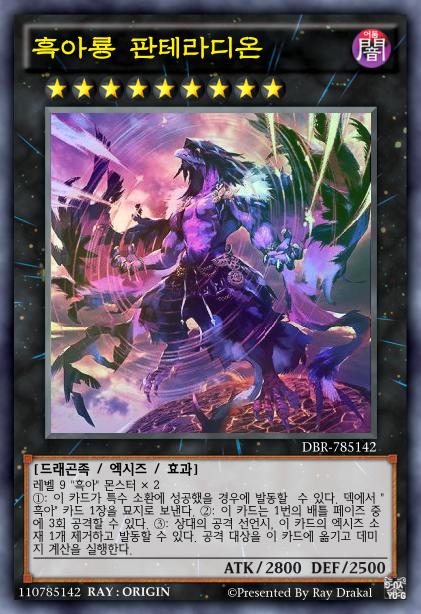 흑아룡 판테라디온
어둠
闇
DBR-785142
[드래곤족 / 엑시즈 / 효과]
레벨 9 "흑아" 몬스터 × 2
①: 이 카드가 특수 소환에 성공했을 경우에 발동할 수 있다. 덱에서 "
흑아" 카드 1장을 묘지로 보낸다. ②: 이 카드는 1번의 배틀 페이즈 중
에 3회 공격할 수 있다. ③: 상대의 공격 선언시, 이 카드의 엑시즈 소
재 1개 제거하고 발동할 수 있다. 공격 대상을 이 카드에 옮기고 데미
지 계산을 실행한다.
ATK/2800 DEF/2500
110785142 RAY : ORIGIN ©Presented By Ray Drakal